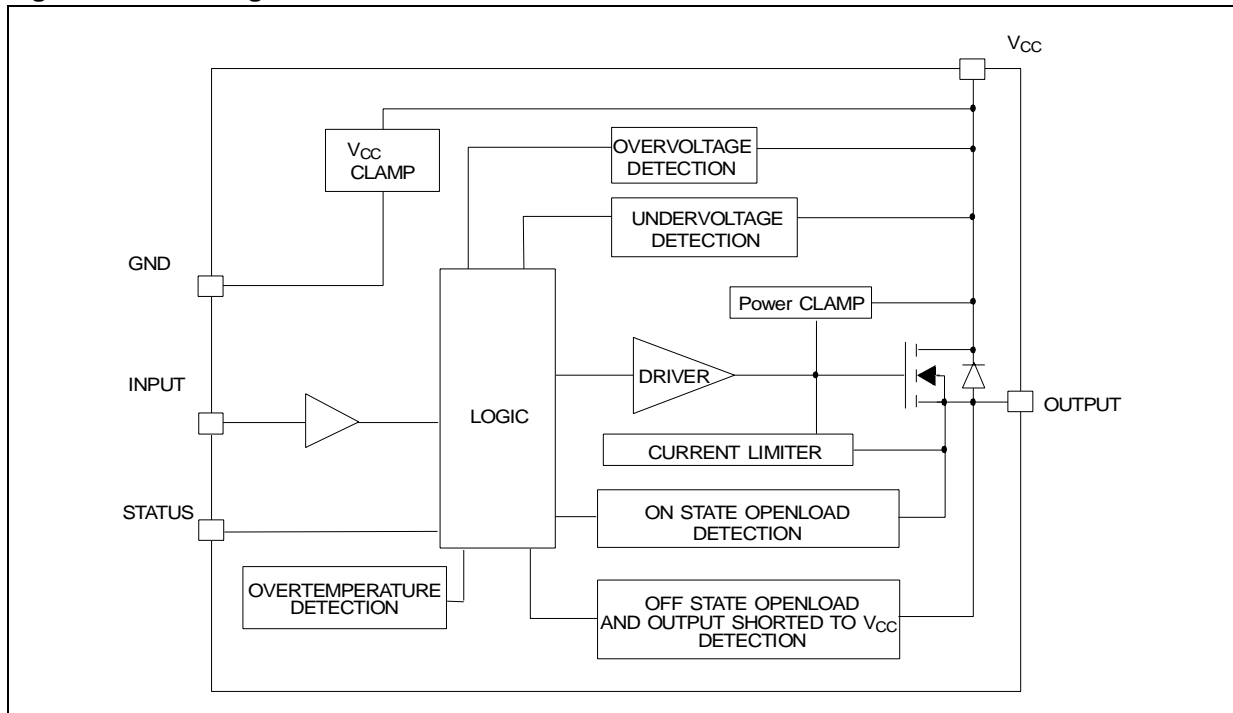 VCC
VCC
CLAMP
OVERVOLTAGE
DETECTION
UNDERVOLTAGE
DETECTION
GND
Power CLAMP
DRIVER
INPUT
LOGIC
OUTPUT
CURRENT LIMITER
STATUS
ON STATE OPENLOAD
DETECTION
OVERTEMPERATURE
DETECTION
OFF STATE OPENLOAD
AND OUTPUT SHORTED TO VCC
DETECTION